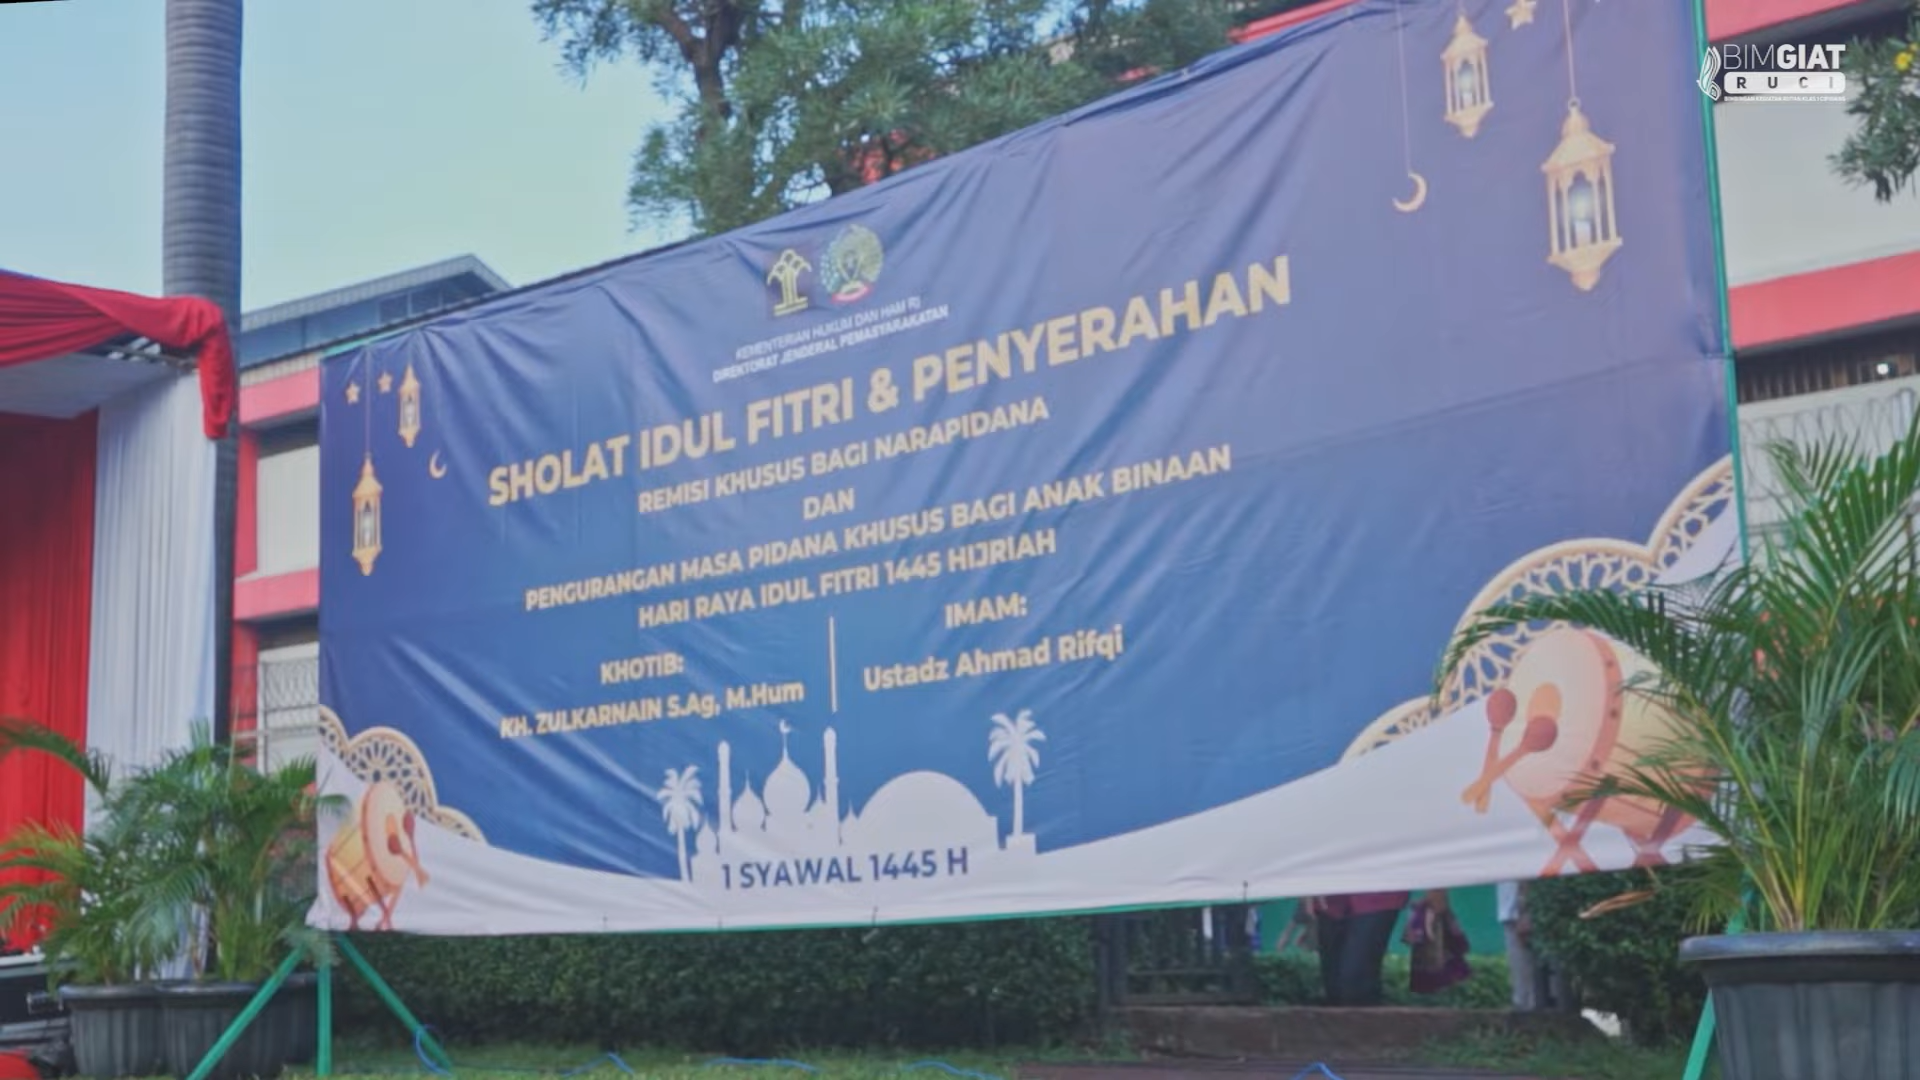 BIMGIAT
RUCI
KEMENTERIAN HUKUM DAN HAM RI
DIREKTORAT JENDERAL PEMASYARAKATAN
SHOLAT IDUL FITRI & PENYERAHAN
REMISI KHUSUS BAGI NARAPIDANA
DAN
PENGURANGAN MASA PIDANA KHUSUS BAGI ANAK BINAAN
HARI RAYA IDUL FITRI 1445 HIJRIAH
KHOTIB:
KH. ZULKARNAIN S.Ag, M.Hum
IMAM:
Ustadz Ahmad Rifqi
1 SYAWAL 1445 H